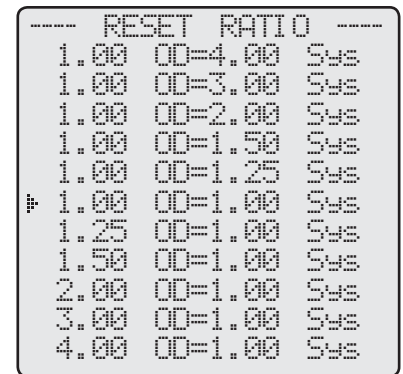 ---- RESET RATIO ----
1.00 OD=4.00 Sys
1.00 OD=3.00 Sys
1.00 OD=2.00 Sys
1.00 OD=1.50 Sys
1.00 OD=1.25 Sys
1.00 OD=1.00 Sys
1.25 OD=1.00 Sys
1.50 OD=1.00 Sys
2.00 OD=1.00 Sys
3.00 OD=1.00 Sys
4.00 OD=1.00 Sys